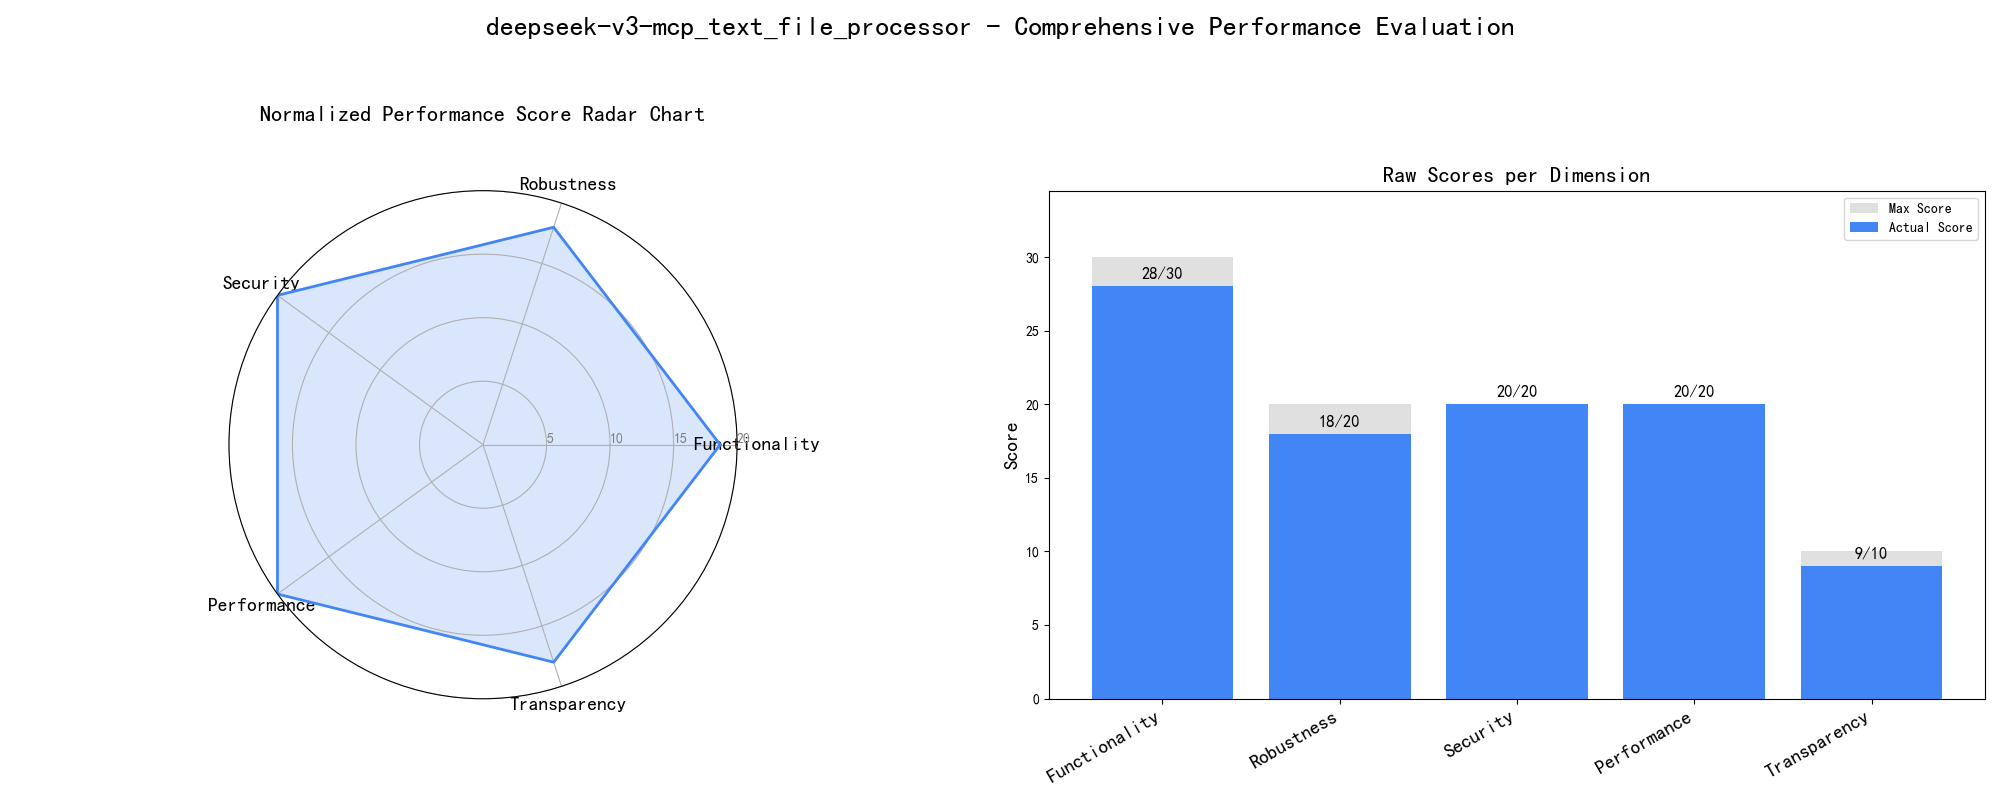 deepseek-v3-mcp_text_file_processor - Comprehensive Performance Evaluation
Normalized Performance Score Radar Chart
Robustness
Security
Functionality
5
10
15
20
Performance
Transparency
Raw Scores per Dimension
Max Score
Actual Score
Score
30
25
20
15
10
5
0
28/30
18/20
20/20
20/20
9/10
Functionality
Robustness
Security
Performance
Transparency